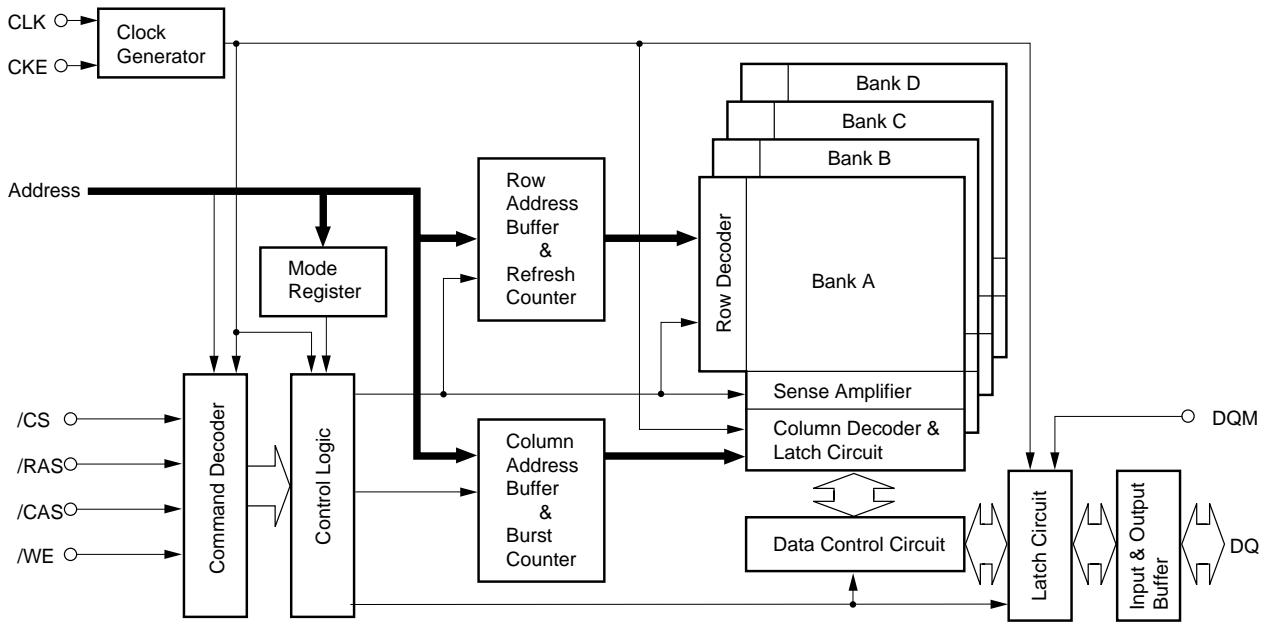 CLK
CKE
Clock
Generator
Bank D
Bank C
Bank B
Address
Row
Address
Buffer
&
Refresh
Counter
Row Decoder
Bank A
Mode
Register
Sense Amplifier
Column Decoder &
Latch Circuit
/CS
/RAS
/CAS
/WE
Command Decoder
Control Logic
Column
Address
Buffer
&
Burst
Counter
DQM
Data Control Circuit
Latch Circuit
Input & Output
Buffer
DQ